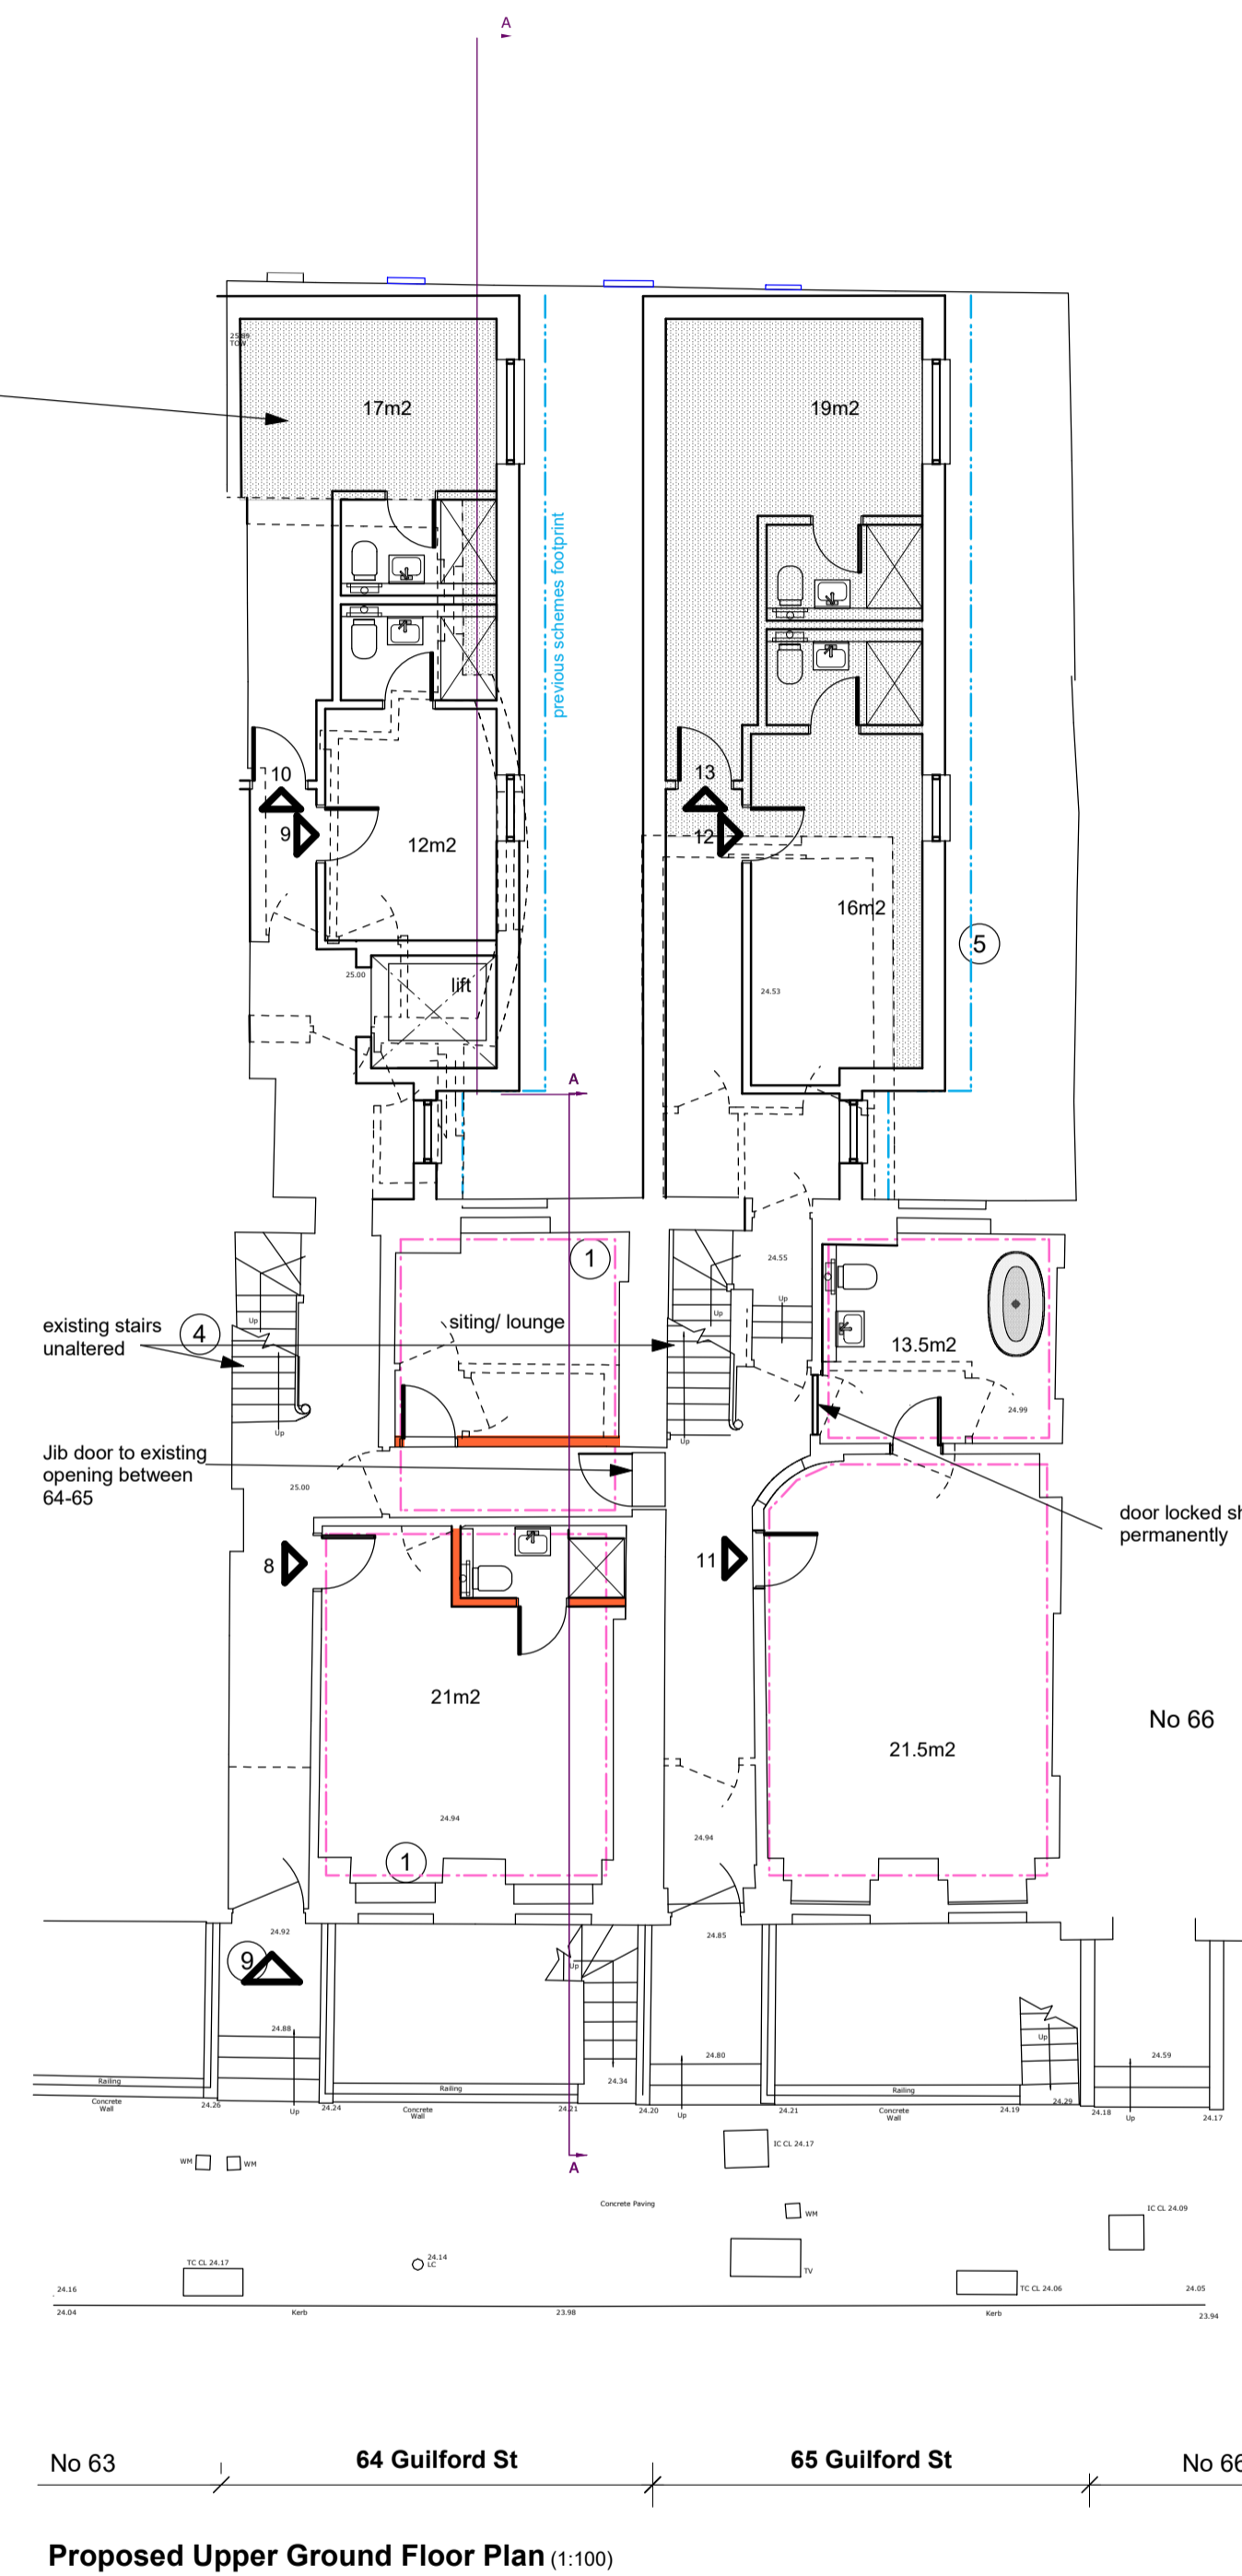 A
25.89
TOW
17m2
19m2
previous schemes footprint
10
9
12m2
13
12
16m2
5
25.00
lift
24.53
A
1
24.55
Up
Up
Up
existing stairs
unaltered
4
siting/ lounge
13.5m2
24.99
Up
Up
Jib door to existing
opening between
64-65
25.00
door locked sh
permanently
8
11
21m2
No 66
21.5m2
24.94
24.94
1
24.92
24.85
9
Up
24.88
24.80
Up
24.59
Railing
Concrete
Wall
24.26
Up
24.24
Railing
Concrete
Wall
24.21
24.34
24.20
Up
24.21
Railing
Concrete
Wall
24.19
24.29
24.18
Up
24.17
A
WM
WM
IC CL 24.17
Concrete Paving
WM
IC CL 24.09
TC CL 24.17
24.14
LC
TV
TC CL 24.06
24.16
24.05
24.04
Kerb
23.98
Kerb
23.94
No 63
64 Guilford St
65 Guilford St
No 66
Proposed Upper Ground Floor Plan (1:100)